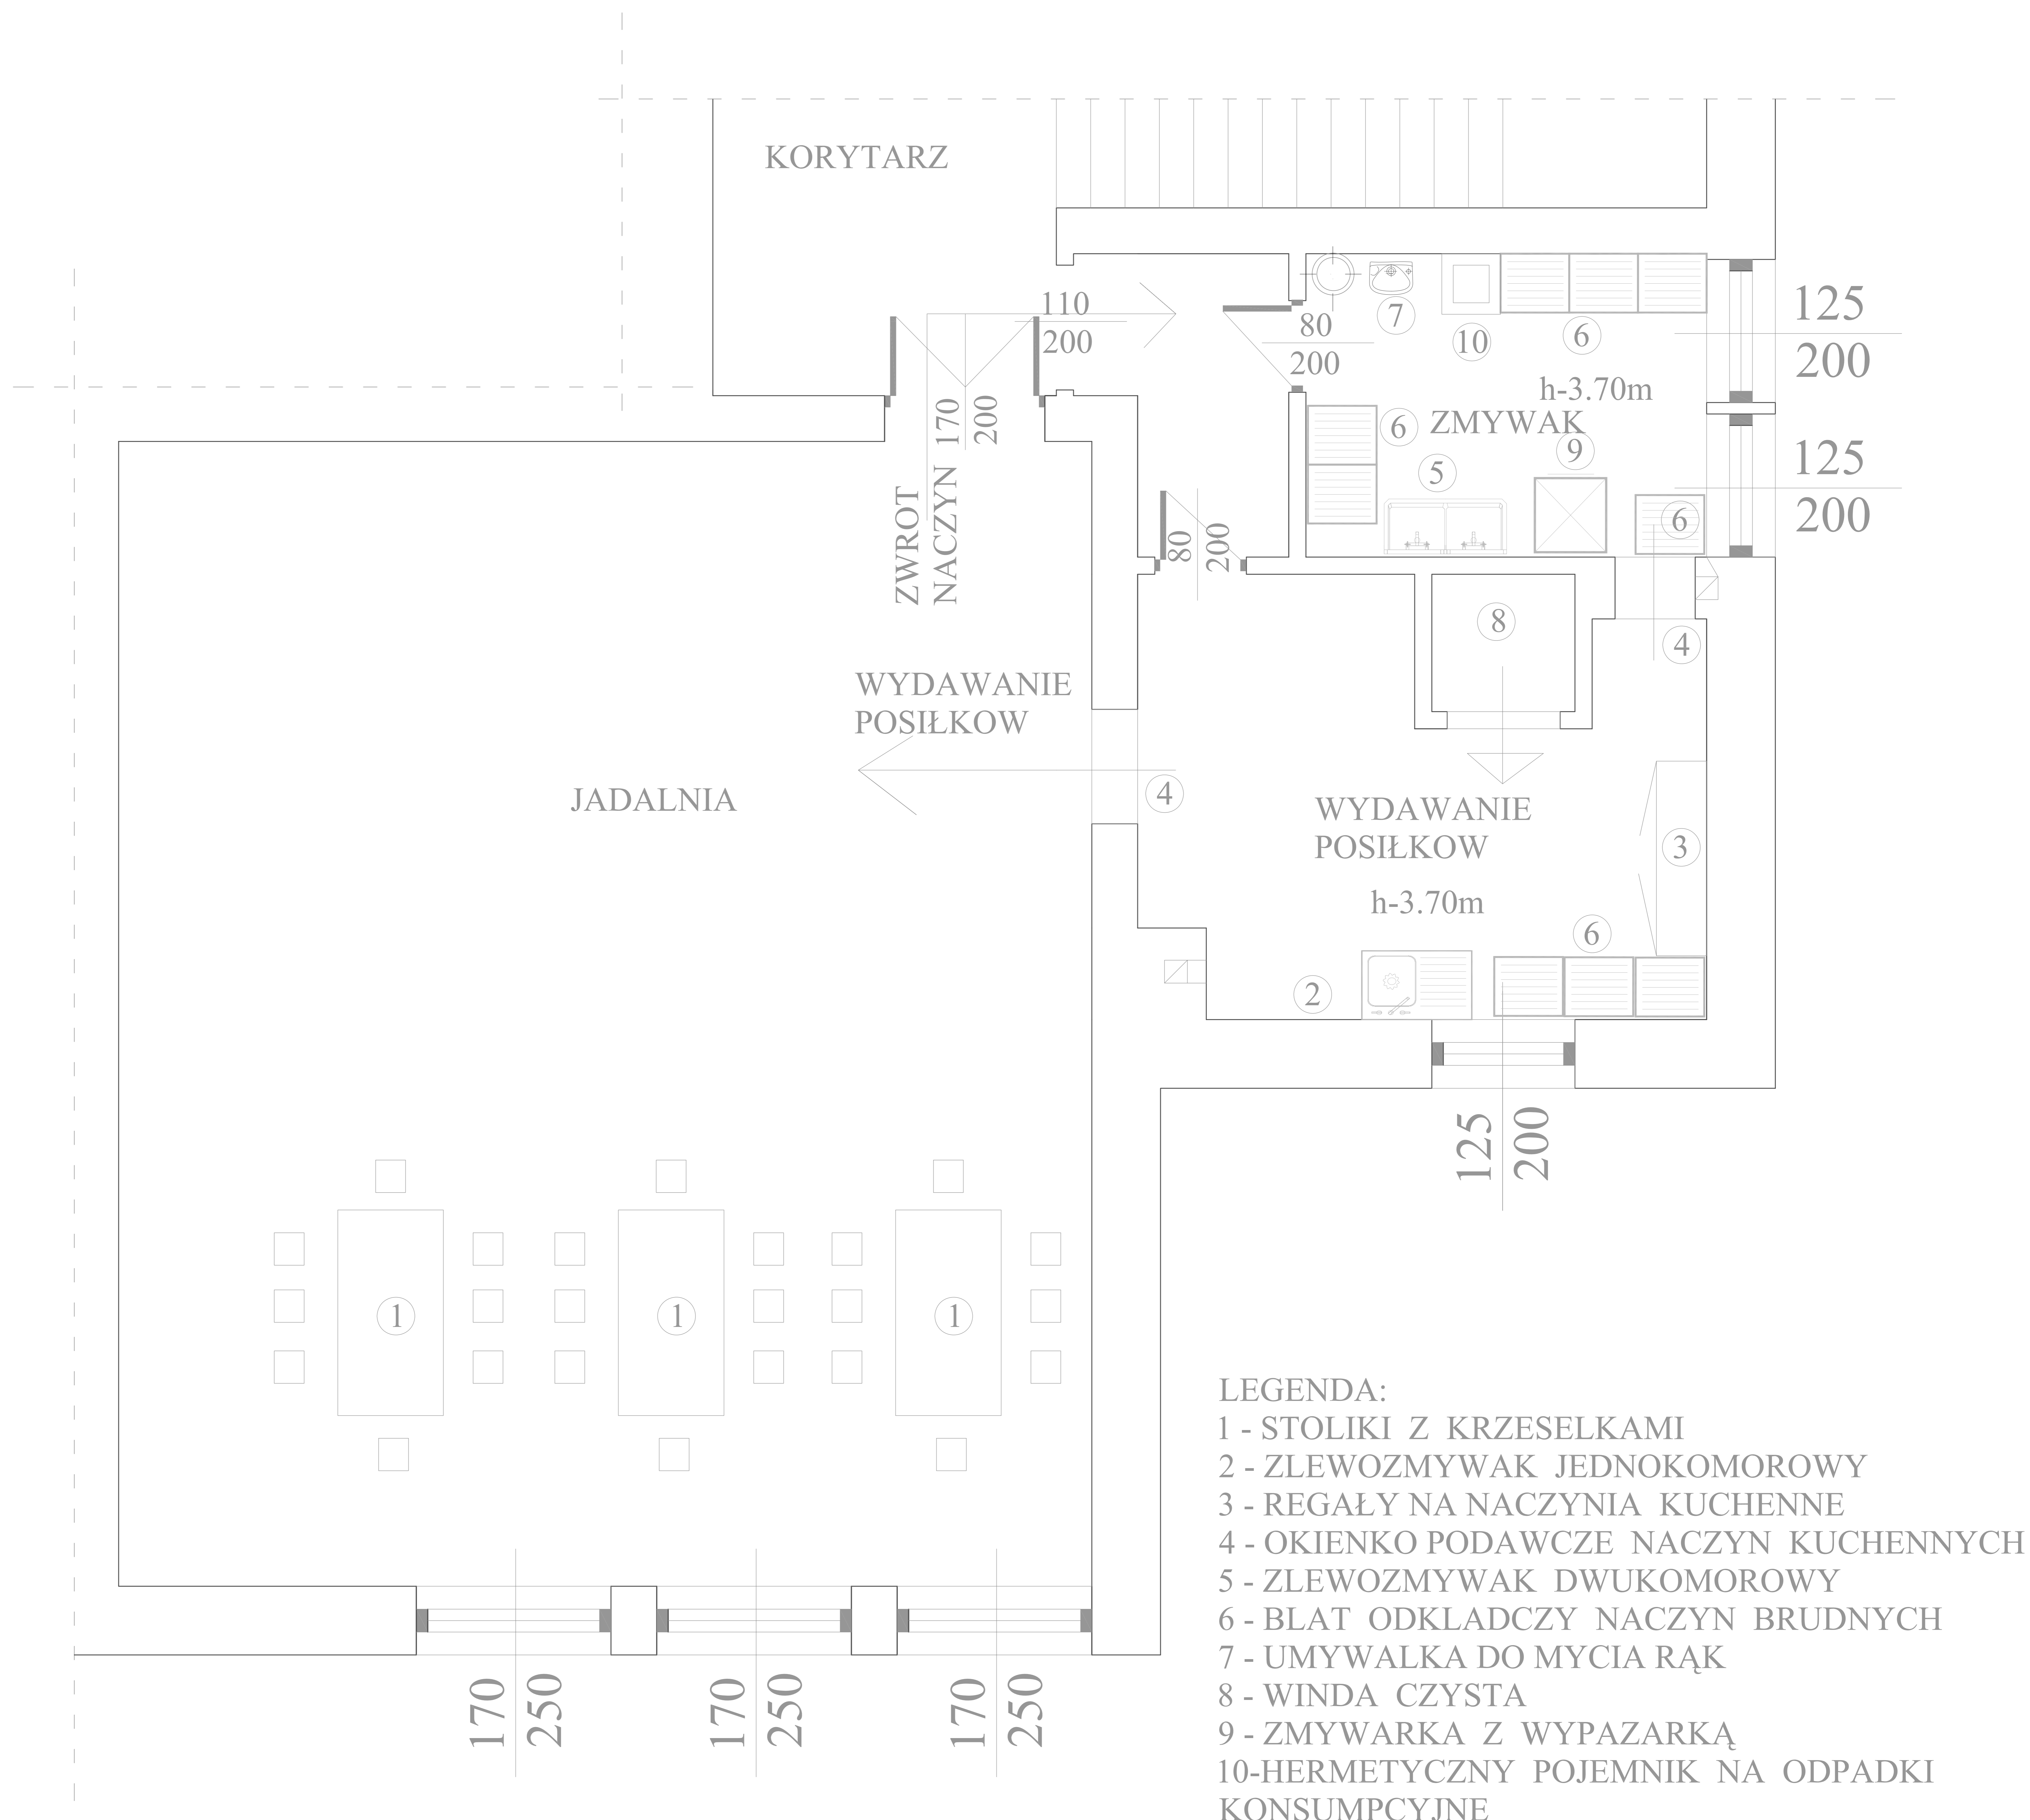 KORYTARZ
110
200
80
200
7
10
6
125
200
h-3.70m
ZMYWAK
6
5
9
6
125
200
170
200
ZWROT
NACZYN
80
200
8
4
WYDAWANIE
POSIŁKOW
4
JADALNIA
WYDAWANIE
POSIŁKOW
3
h-3.70m
6
2
125
200
1
1
1
170
250
170
250
170
250
LEGENDA:
1 - STOLIKI Z KRZESELKAMI
2 - ZLEWOZMYWAK JEDNOKOMOROWY
3 - REGAŁY NA NACZYNIA KUCHENNE
4 - OKIENKO PODAWCZE NACZYN KUCHENNYCH
5 - ZLEWOZMYWAK DWUKOMOROWY
6 - BLAT ODKLADCZY NACZYN BRUDNYCH
7 - UMYWALKA DO MYCIA RĄK
8 - WINDA CZYSTA
9 - ZMYWARKA Z WYPAZARKĄ
10-HERMETYCZNY POJEMNIK NA ODPADKI
KONSUMPCYJNE